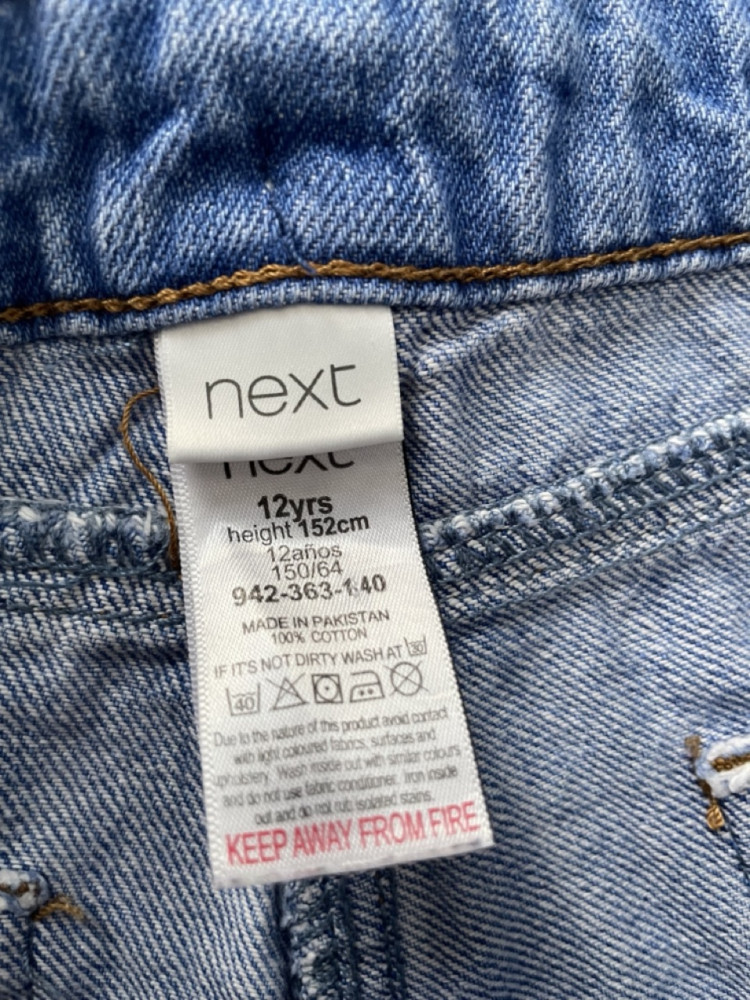 next
next
12yrs
height 152cm
12años
150/64
942-363-140
MADE IN PAKISTAN
100% COTTON
IF IT'S NOT DIRTY WASH AT 30
40
Due to the nature of this product avoid contact
with light coloured fabrics, surfaces and
upholstery. Wash inside out with similar colours
and do not use fabric conditioner. Iron inside
out and do not rub isolated stains.
KEEP AWAY FROM FIRE